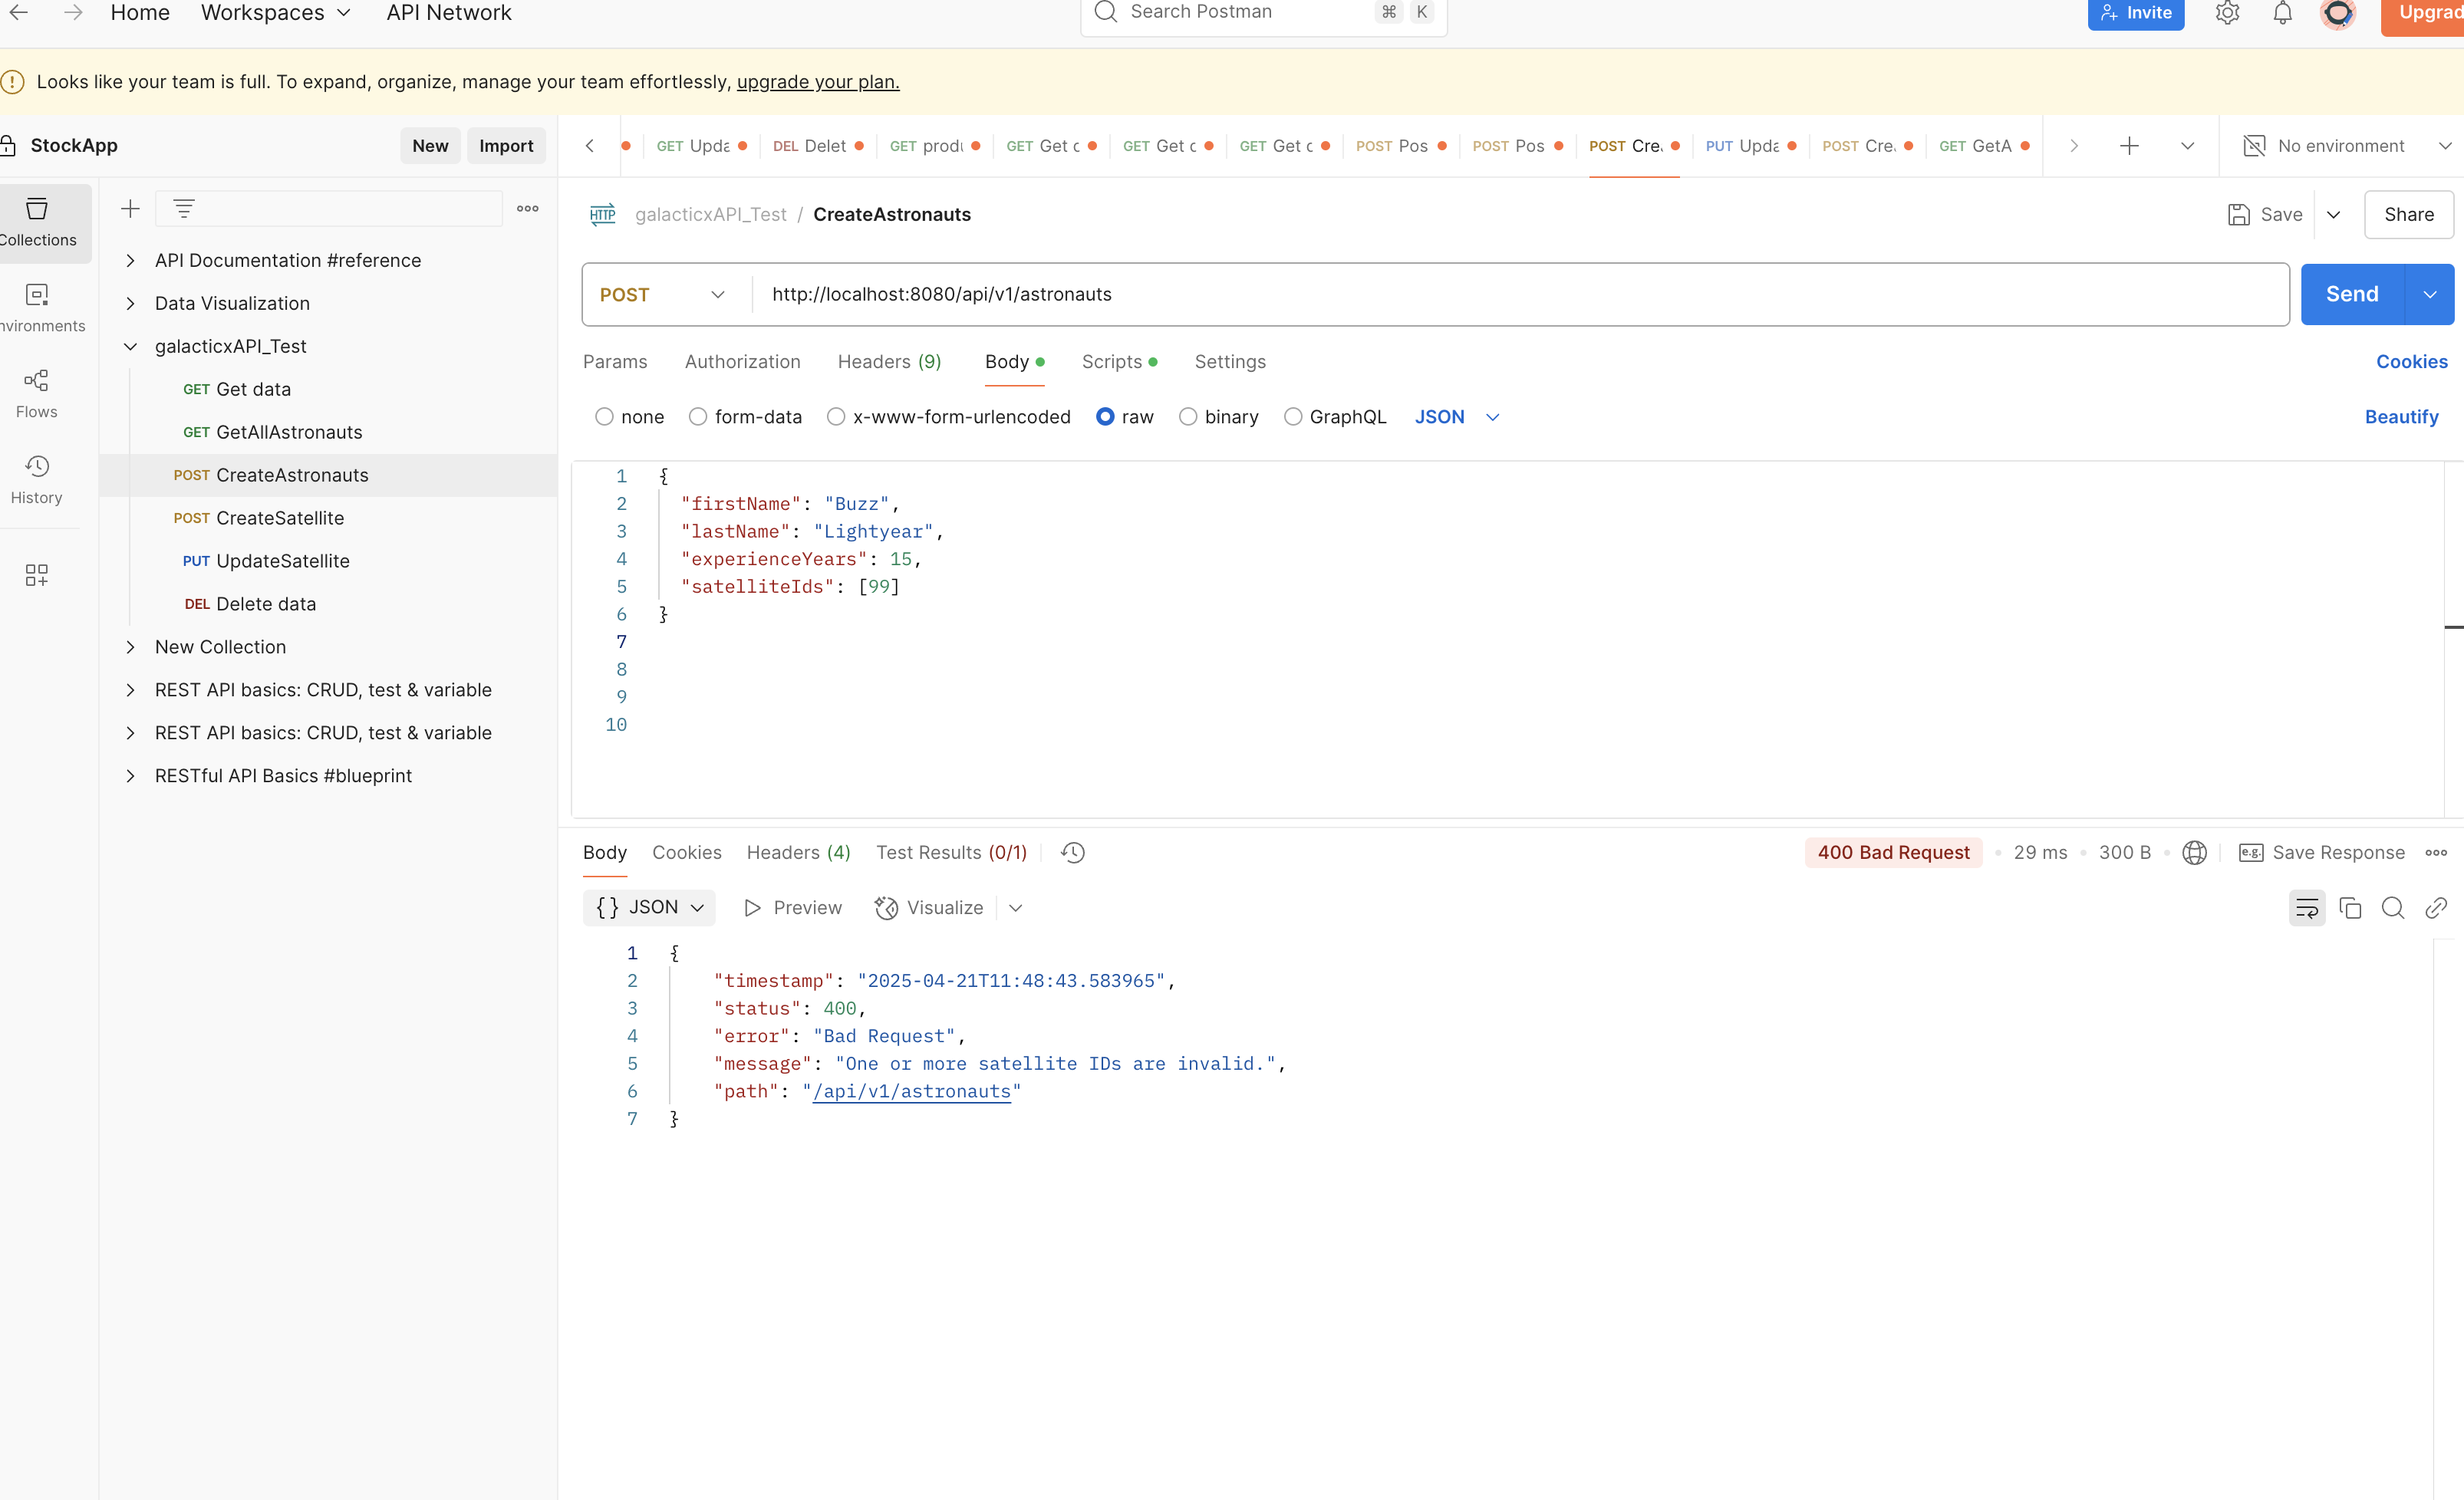 Home Workspaces API Network Search Postman ⌘ K Invite Upgrad
Looks like your team is full. To expand, organize, manage your team effortlessly, upgrade your plan.
StockApp New Import
GET Upda DEL Delet GET prod GET Get GET Get GET Get POST Pos POST Pos POST Cre PUT Upda POST Cre GET GetA No environment
Collections
nvironments
Flows
History
API Documentation #reference
Data Visualization
galacticxAPI_Test
GET Get data
GET GetAllAstronauts
POST CreateAstronauts
POST CreateSatellite
PUT UpdateSatellite
DEL Delete data
New Collection
REST API basics: CRUD, test & variable
REST API basics: CRUD, test & variable
RESTful API Basics #blueprint
HTTP galacticxAPI_Test / CreateAstronauts Save Share
POST http://localhost:8080/api/v1/astronauts Send
Params Authorization Headers (9) Body Scripts Settings Cookies
none form-data x-www-form-urlencoded raw binary GraphQL JSON Beautify
1 {
2 "firstName": "Buzz",
3 "lastName": "Lightyear",
4 "experienceYears": 15,
5 "satelliteIds": [99]
6 }
7
8
9
10
Body Cookies Headers (4) Test Results (0/1) 400 Bad Request • 29 ms • 300 B • e.g. Save Response
{} JSON Preview Visualize
1 {
2 "timestamp": "2025-04-21T11:48:43.583965",
3 "status": 400,
4 "error": "Bad Request",
5 "message": "One or more satellite IDs are invalid.",
6 "path": "/api/v1/astronauts"
7 }